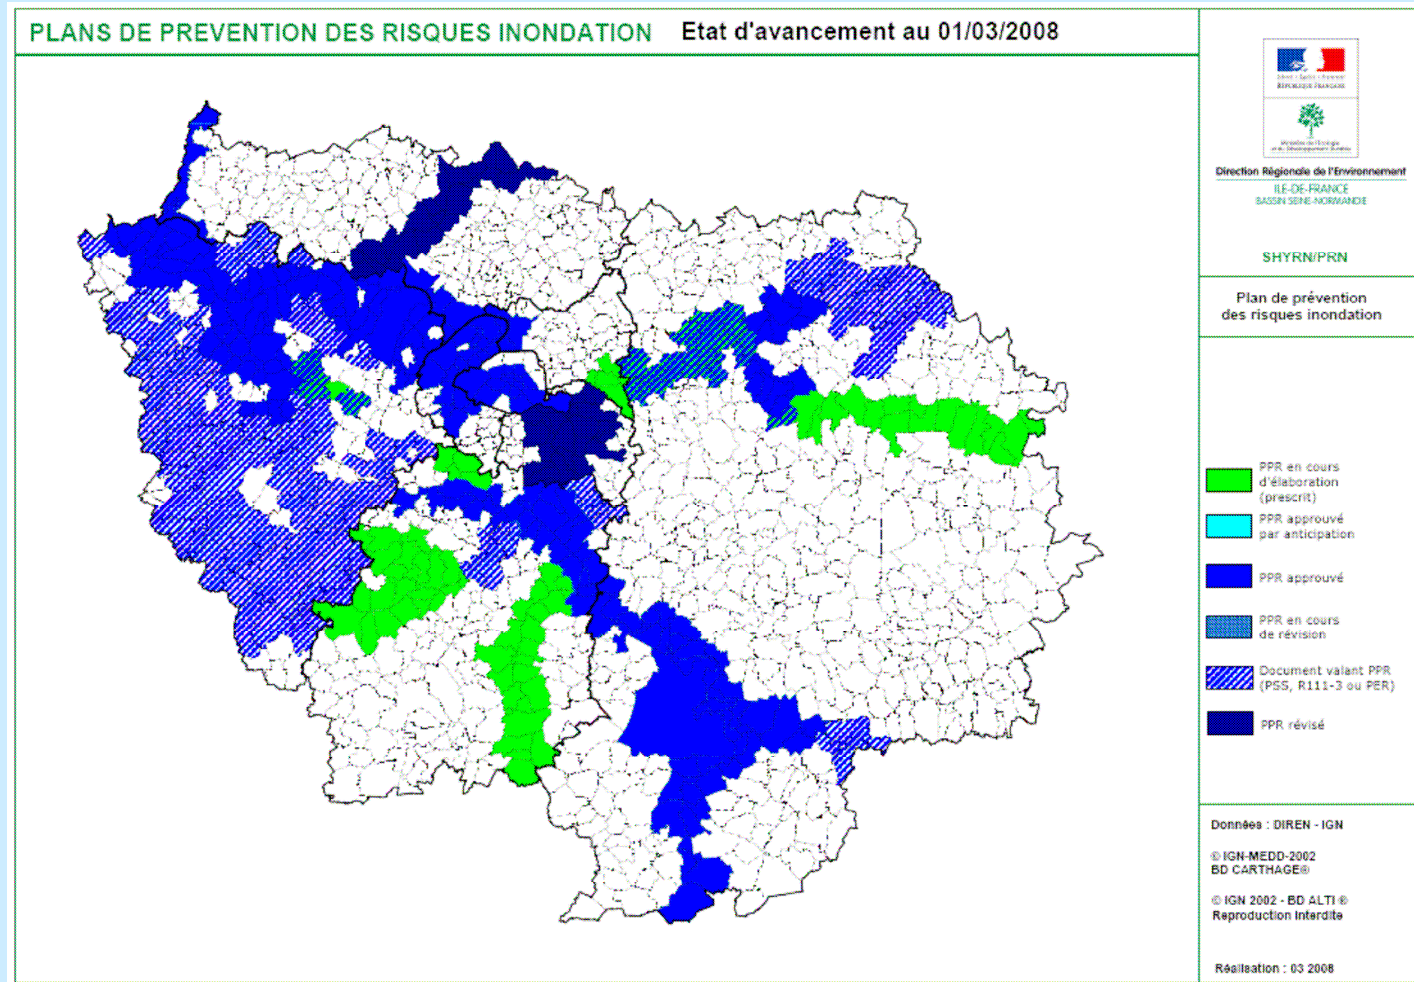 PLANS DE PREVENTION DES RISQUES INONDATION Etat d'avancement au 01/03/2008
Direction Régionale de l'Environnement
ILE-DE-FRANCE
BASSIN SEINE-NORMANDIE
SHYRN/PRN
Plan de prévention
des risques inondation
PPR en cours
d'élaboration
(prescrit)
PPR approuvé
par anticipation
PPR approuvé
PPR en cours
de révision
Document valant PPR
(PSS, R111-3 ou PER)
PPR révisé
Données : DIREN - IGN
© IGN-MEDD-2002
BD CARTHAGE®
© IGN 2002 - BD ALTI ®
Reproduction Interdite
Réalisation : 03 2008